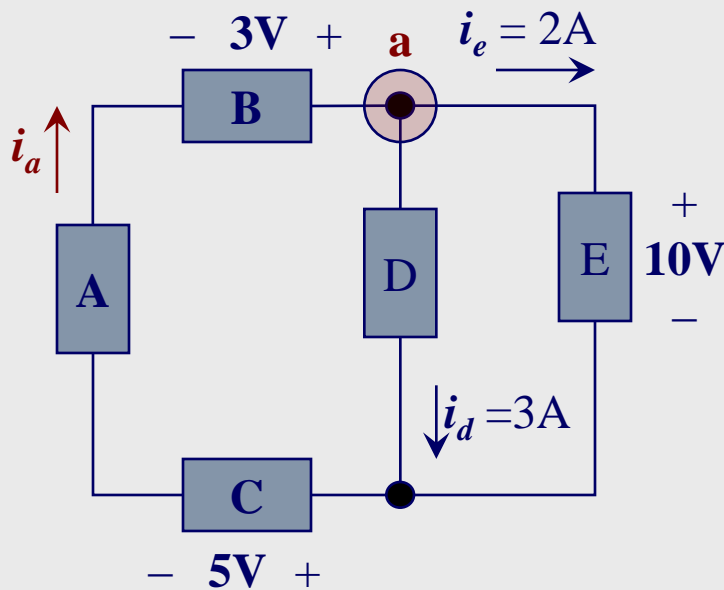 − 3V +
a
i_e = 2A
B
i_a
A
D
E
+
10V
−
i_d =3A
C
− 5V +